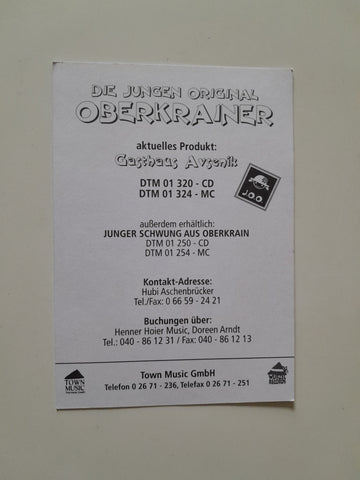 DIE JUNGEN ORIGINAL
OBERKRAINER
aktuelles Produkt:
Gasthaus Avsenik
DTM 01 320 - CD
DTM 01 324 - MC
JOO
außerdem erhältlich:
JUNGER SCHWUNG AUS OBERKRAIN
DTM 01 250 - CD
DTM 01 254 - MC
Kontakt-Adresse:
Hubi Aschenbrücker
Tel./Fax: 0 66 59 - 24 21
Buchungen über:
Henner Hoier Music, Doreen Arndt
Tel.: 040 - 86 12 31 / Fax: 040 - 86 12 13
TOWN
MUSIC
Town Music GmbH
Telefon 0 26 71 - 236, Telefax 0 26 71 - 251
RECORDS